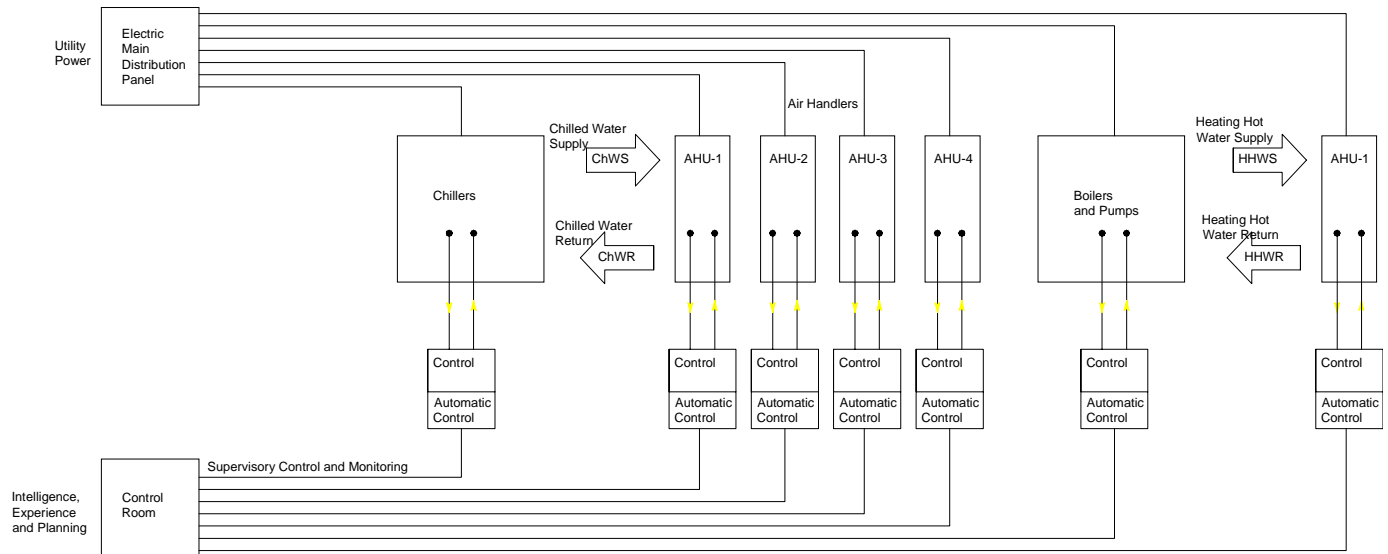 Utility
Power
Electric
Main
Distribution
Panel
Air Handlers
Chilled Water
Supply
ChWS
Heating Hot
Water Supply
HHWS
Chillers
AHU-1
AHU-2
AHU-3
AHU-4
Boilers
and Pumps
AHU-1
Chilled Water
Return
ChWR
Heating Hot
Water Return
HHWR
Control
Automatic
Control
Control
Automatic
Control
Control
Automatic
Control
Control
Automatic
Control
Control
Automatic
Control
Control
Automatic
Control
Control
Automatic
Control
Supervisory Control and Monitoring
Intelligence,
Experience
and Planning
Control
Room